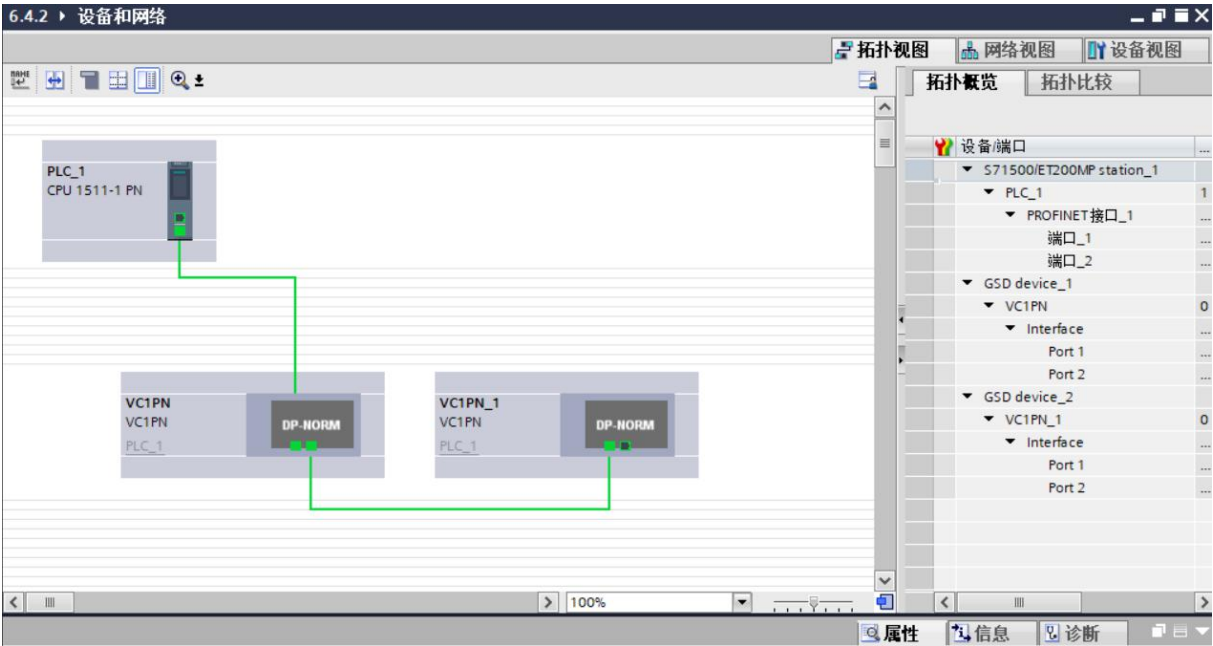 6.4.2 ▸ 设备和网络
拓扑视图 网络视图 设备视图
拓扑概览 拓扑比较
设备/端口 ...
S71500/ET200MP station_1
PLC_1 1
PROFINET接口_1 ...
端口_1 ...
端口_2 ...
GSD device_1
VC1PN 0
Interface ...
Port 1 ...
Port 2 ...
GSD device_2
VC1PN_1 0
Interface ...
Port 1 ...
Port 2 ...
NAME
PLC_1
CPU 1511-1 PN
VC1PN
VC1PN
PLC_1
DP-NORM
VC1PN_1
VC1PN
PLC_1
DP-NORM
100%
属性 信息 诊断